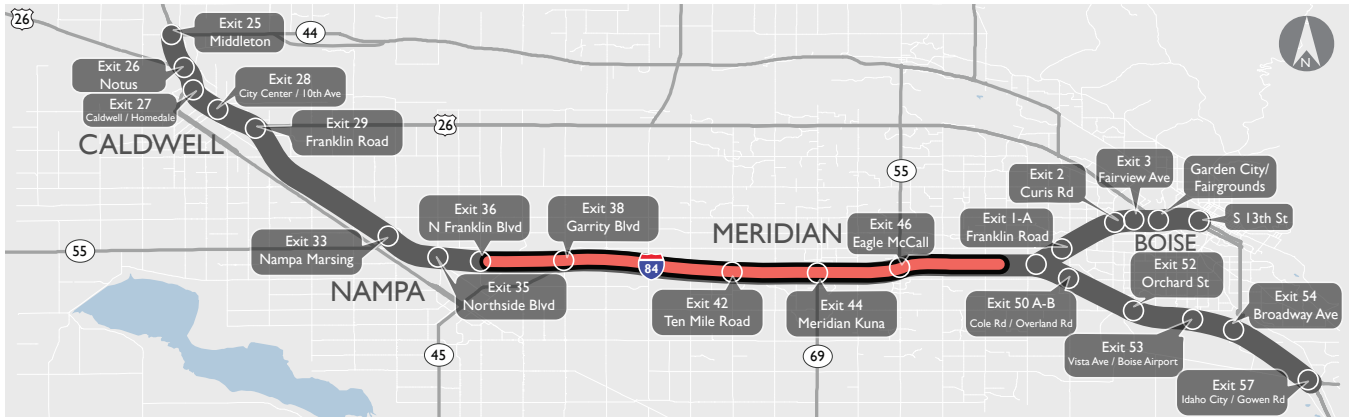 26
Exit 25
Middleton
44
Exit 26
Notus
Exit 28
City Center / 10th Ave
Exit 27
Caldwell / Homedale
CALDWELL
Exit 29
Franklin Road
26
55
Exit 33
Nampa Marsing
NAMPA
Exit 36
N Franklin Blvd
Exit 35
Northside Blvd
45
Exit 38
Garrity Blvd
84
MERIDIAN
Exit 42
Ten Mile Road
Exit 44
Meridian Kuna
69
55
Exit 46
Eagle McCall
Exit 1-A
Franklin Road
Exit 2
Curis Rd
Exit 3
Fairview Ave
Garden City/
Fairgrounds
S 13th St
BOISE
Exit 50 A-B
Cole Rd / Overland Rd
Exit 52
Orchard St
Exit 53
Vista Ave / Boise Airport
Exit 54
Broadway Ave
Exit 57
Idaho City / Gowen Rd
N